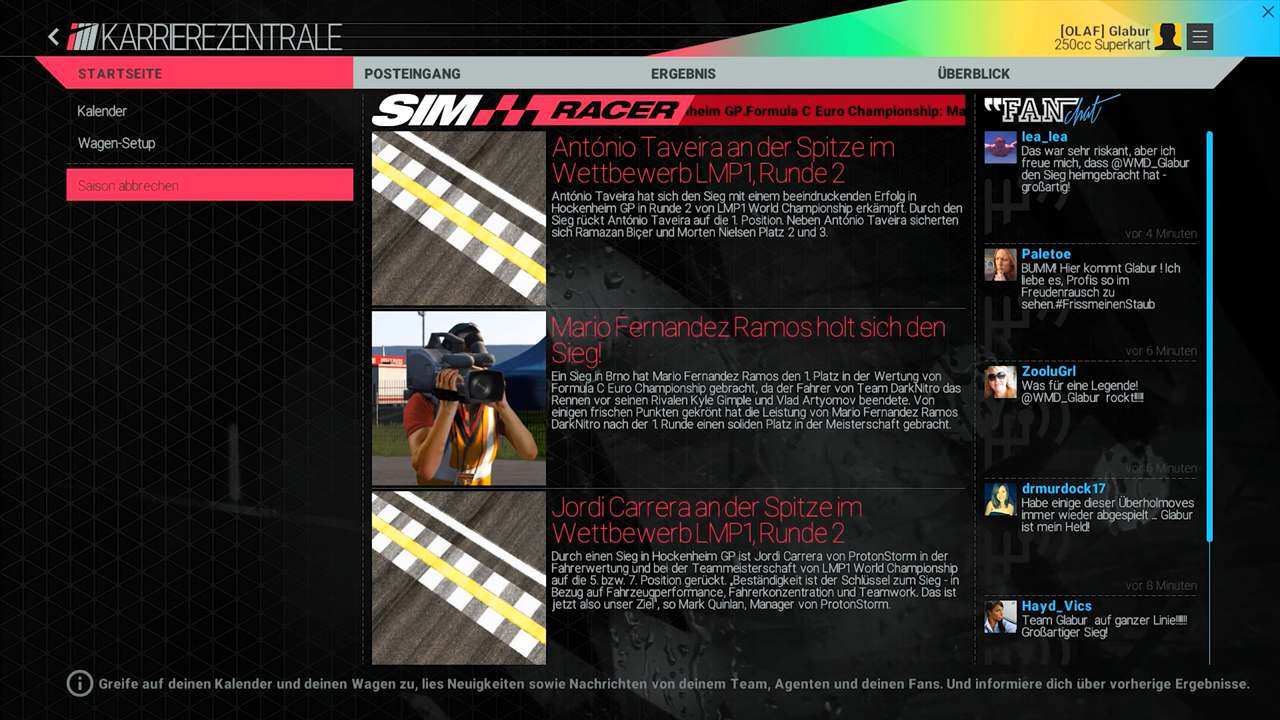 KARRIEREZENTRALE
[OLAF] Glabur
250cc Superkart
STARTSEITE
POSTEINGANG
ERGEBNIS
ÜBERBLICK
Kalender
Wagen-Setup
Saison abbrechen
SIM RACER
heim GP.Formula C Euro Championship: Ma
António Taveira an der Spitze im
Wettbewerb LMP1, Runde 2
António Taveira hat sich den Sieg mit einem beeindruckenden Erfolg in
Hockenheim GP in Runde 2 von LMP1 World Championship erkämpft. Durch den
Sieg rückt António Taveira auf die 1. Position. Neben António Taveira sicherten
sich Ramazan Biçer und Morten Nielsen Platz 2 und 3.
Mario Fernandez Ramos holt sich den
Sieg!
Ein Sieg in Brno hat Mario Fernandez Ramos den 1. Platz in der Wertung von
Formula C Euro Championship gebracht, da der Fahrer von Team DarkNitro das
Rennen vor seinen Rivalen Kyle Gimple und Vlad Artyomov beendete. Von
einigen frischen Punkten gekrönt hat die Leistung von Mario Fernandez Ramos
DarkNitro nach der 1. Runde einen soliden Platz in der Meisterschaft gebracht.
Jordi Carrera an der Spitze im
Wettbewerb LMP1, Runde 2
Durch einen Sieg in Hockenheim GP ist Jordi Carrera von ProtonStorm in der
Fahrerwertung und bei der Teammeisterschaft von LMP1 World Championship
auf die 5. bzw. 7. Position gerückt. „Beständigkeit ist der Schlüssel zum Sieg - in
Bezug auf Fahrzeugperformance, Fahrerkonzentration und Teamwork. Das ist
jetzt also unser Ziel", so Mark Quinlan, Manager von ProtonStorm.
"FAN chat
lea_lea
Das war sehr riskant, aber ich
freue mich, dass @WMD_Glabur
den Sieg heimgebracht hat -
großartig!
vor 4 Minuten
Paletoe
BUMM! Hier kommt Glabur ! Ich
liebe es, Profis so im
Freudenrausch zu
sehen.#FrissmeinenStaub
vor 6 Minuten
ZooluGrl
Was für eine Legende!
@WMD_Glabur rockt!!!!!
vor 6 Minuten
drmurdock17
Habe einige dieser Überholmoves
immer wieder abgespielt ... Glabur
ist mein Held!
vor 8 Minuten
Hayd_Vics
Team Glabur auf ganzer Linie!!!!!!
Großartiger Sieg!
Greife auf deinen Kalender und deinen Wagen zu, lies Neuigkeiten sowie Nachrichten von deinem Team, Agenten und deinen Fans. Und informiere dich über vorherige Ergebnisse.